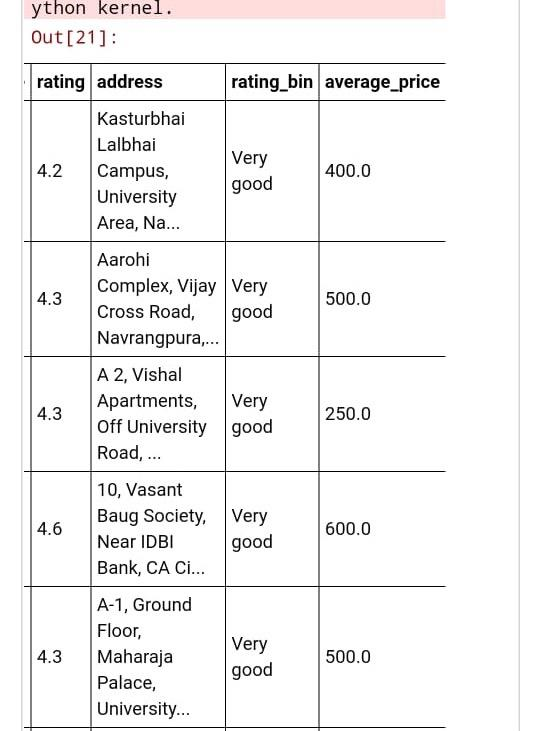 ython kernel.
Out[21]:
rating address rating_bin average_price
4.2 Kasturbhai Lalbhai Campus, University Area, Na... Very good 400.0
4.3 Aarohi Complex, Vijay Cross Road, Navrangpura,... Very good 500.0
4.3 A 2, Vishal Apartments, Off University Road, ... Very good 250.0
4.6 10, Vasant Baug Society, Near IDBI Bank, CA Ci... Very good 600.0
4.3 A-1, Ground Floor, Maharaja Palace, University... Very good 500.0